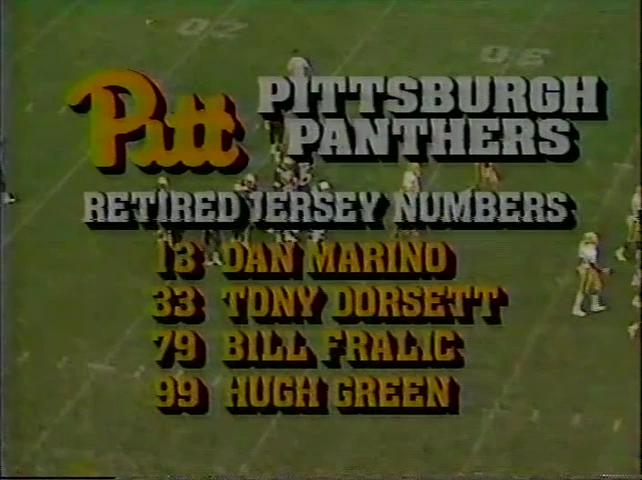 Pitt
PITTSBURGH
PANTHERS
RETIRED JERSEY NUMBERS
13 DAN MARINO
33 TONY DORSETT
79 BILL FRALIC
99 HUGH GREEN